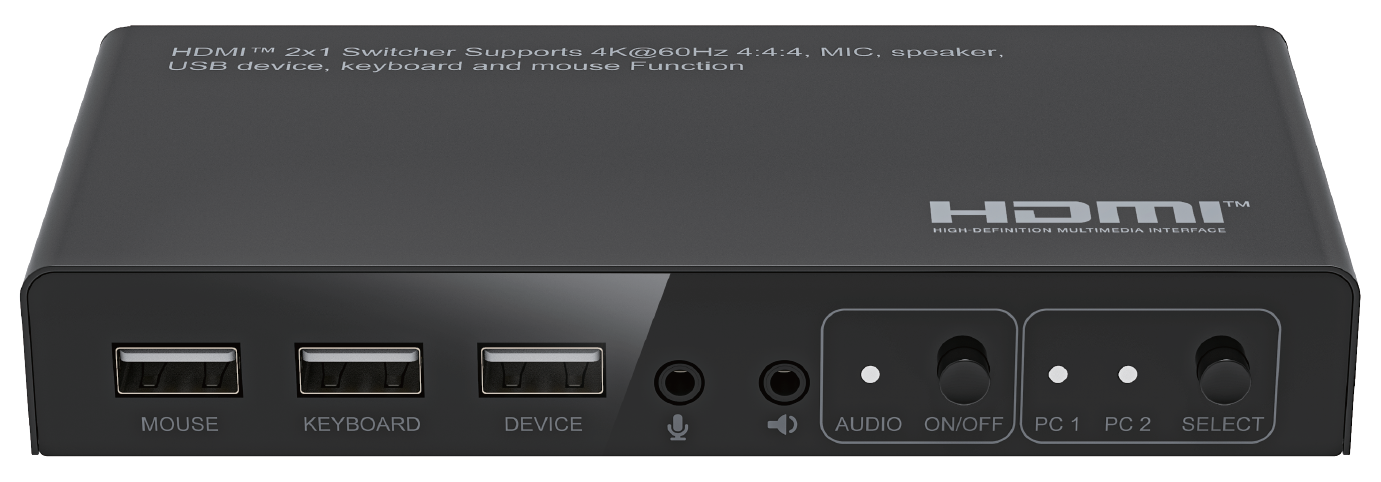 HDMI™ 2x1 Switcher Supports 4K@60Hz 4:4:4, MIC, speaker,
USB device, keyboard and mouse Function
HDMI™
HIGH-DEFINITION MULTIMEDIA INTERFACE
MOUSE KEYBOARD DEVICE AUDIO ON/OFF PC 1 PC 2 SELECT